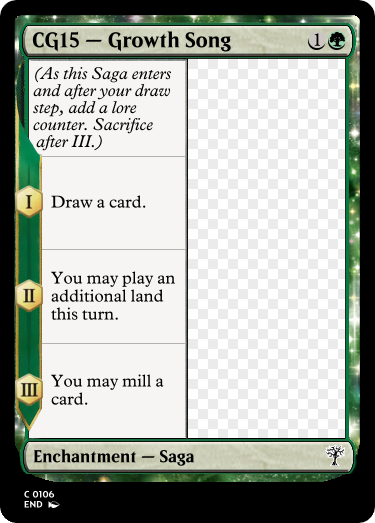 CG15 — Growth Song 1
(As this Saga enters
and after your draw
step, add a lore
counter. Sacrifice
after III.)
I
Draw a card.
II
You may play an
additional land
this turn.
III
You may mill a
card.
Enchantment — Saga
C 0106
END